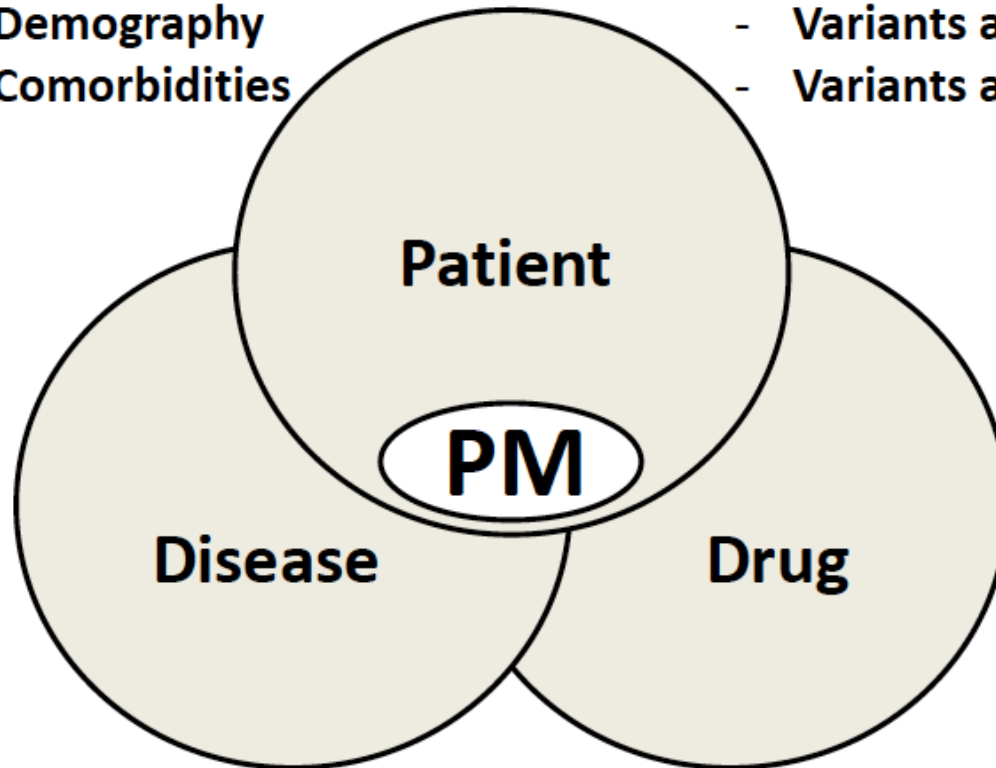 Demography
- Variants a
Comorbidities
- Variants a
Patient
PM
Disease
Drug